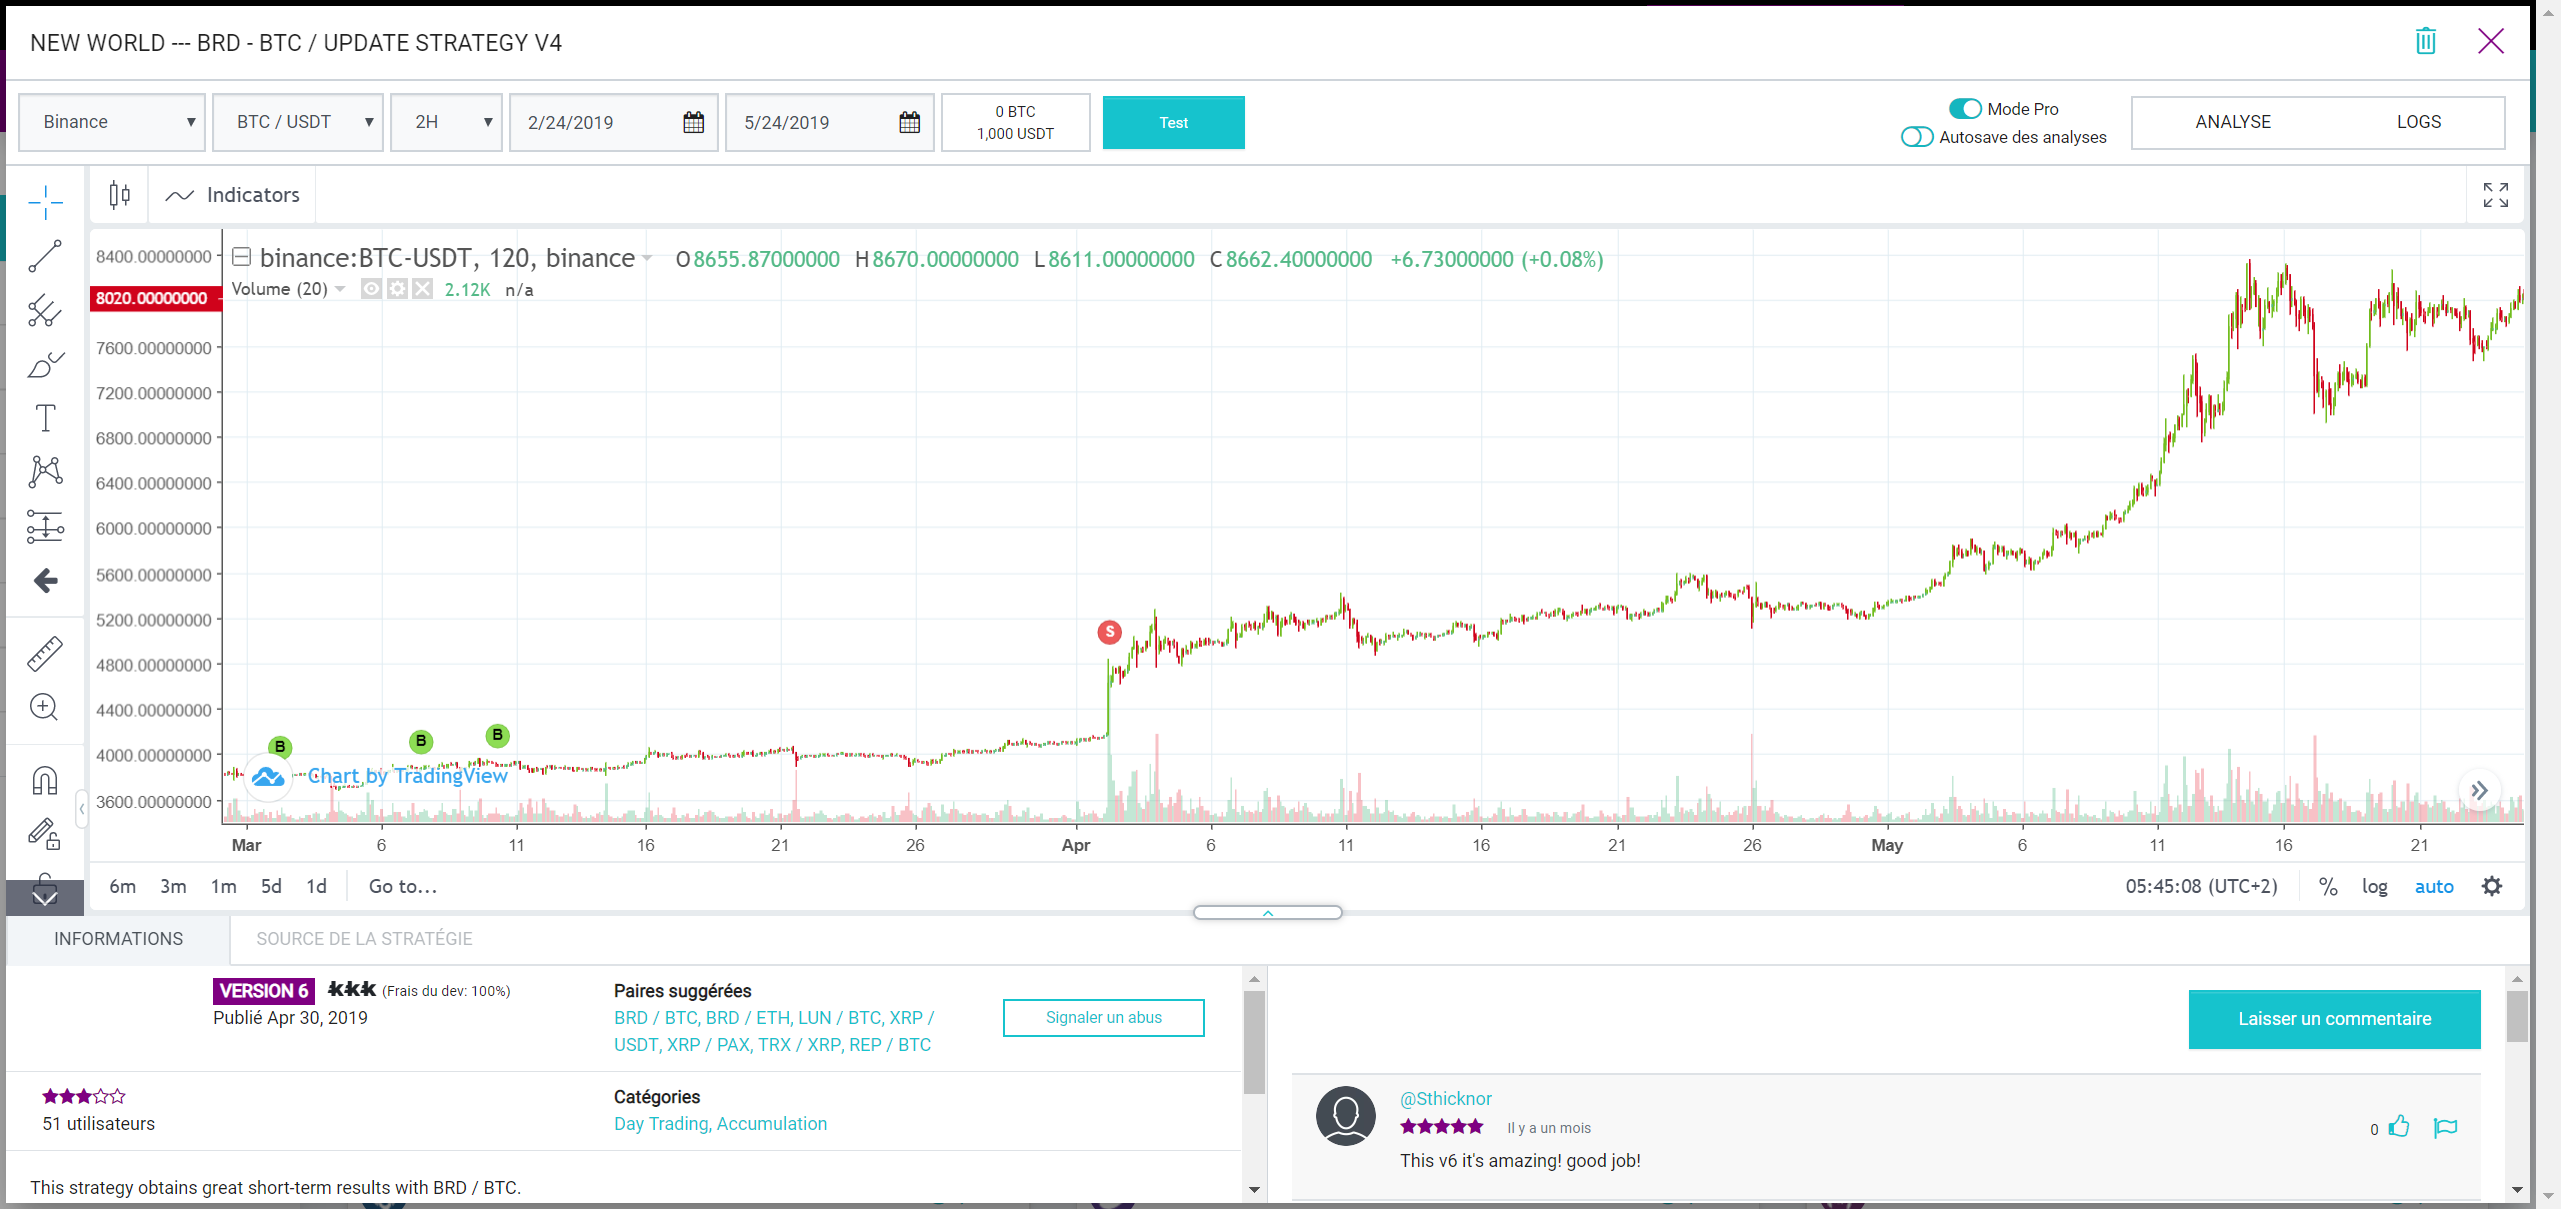 NEW WORLD --- BRD - BTC / UPDATE STRATEGY V4
Binance
BTC / USDT
2H
2/24/2019
5/24/2019
0 BTC
1,000 USDT
Test
Mode Pro
Autosave des analyses
ANALYSE
LOGS
Indicators
binance:BTC-USDT, 120, binance O8655.87000000 H8670.00000000 L8611.00000000 C8662.40000000 +6.73000000 (+0.08%)
Volume (20) 2.12K n/a
8400.00000000
8020.00000000
7600.00000000
7200.00000000
6800.00000000
6400.00000000
6000.00000000
5600.00000000
5200.00000000
4800.00000000
4400.00000000
4000.00000000
3600.00000000
S
B
B
B
Chart by TradingView
Mar 6 11 16 21 26 Apr 6 11 16 21 26 May 6 11 16 21
6m 3m 1m 5d 1d Go to...
05:45:08 (UTC+2) % log auto
INFORMATIONS
SOURCE DE LA STRATÉGIE
VERSION 6 kkk (Frais du dev: 100%)
Publié Apr 30, 2019
Paires suggérées
BRD / BTC, BRD / ETH, LUN / BTC, XRP /
USDT, XRP / PAX, TRX / XRP, REP / BTC
Signaler un abus
51 utilisateurs
Catégories
Day Trading, Accumulation
This strategy obtains great short-term results with BRD / BTC.
Laisser un commentaire
@Sthicknor
Il y a un mois
0
This v6 it's amazing! good job!